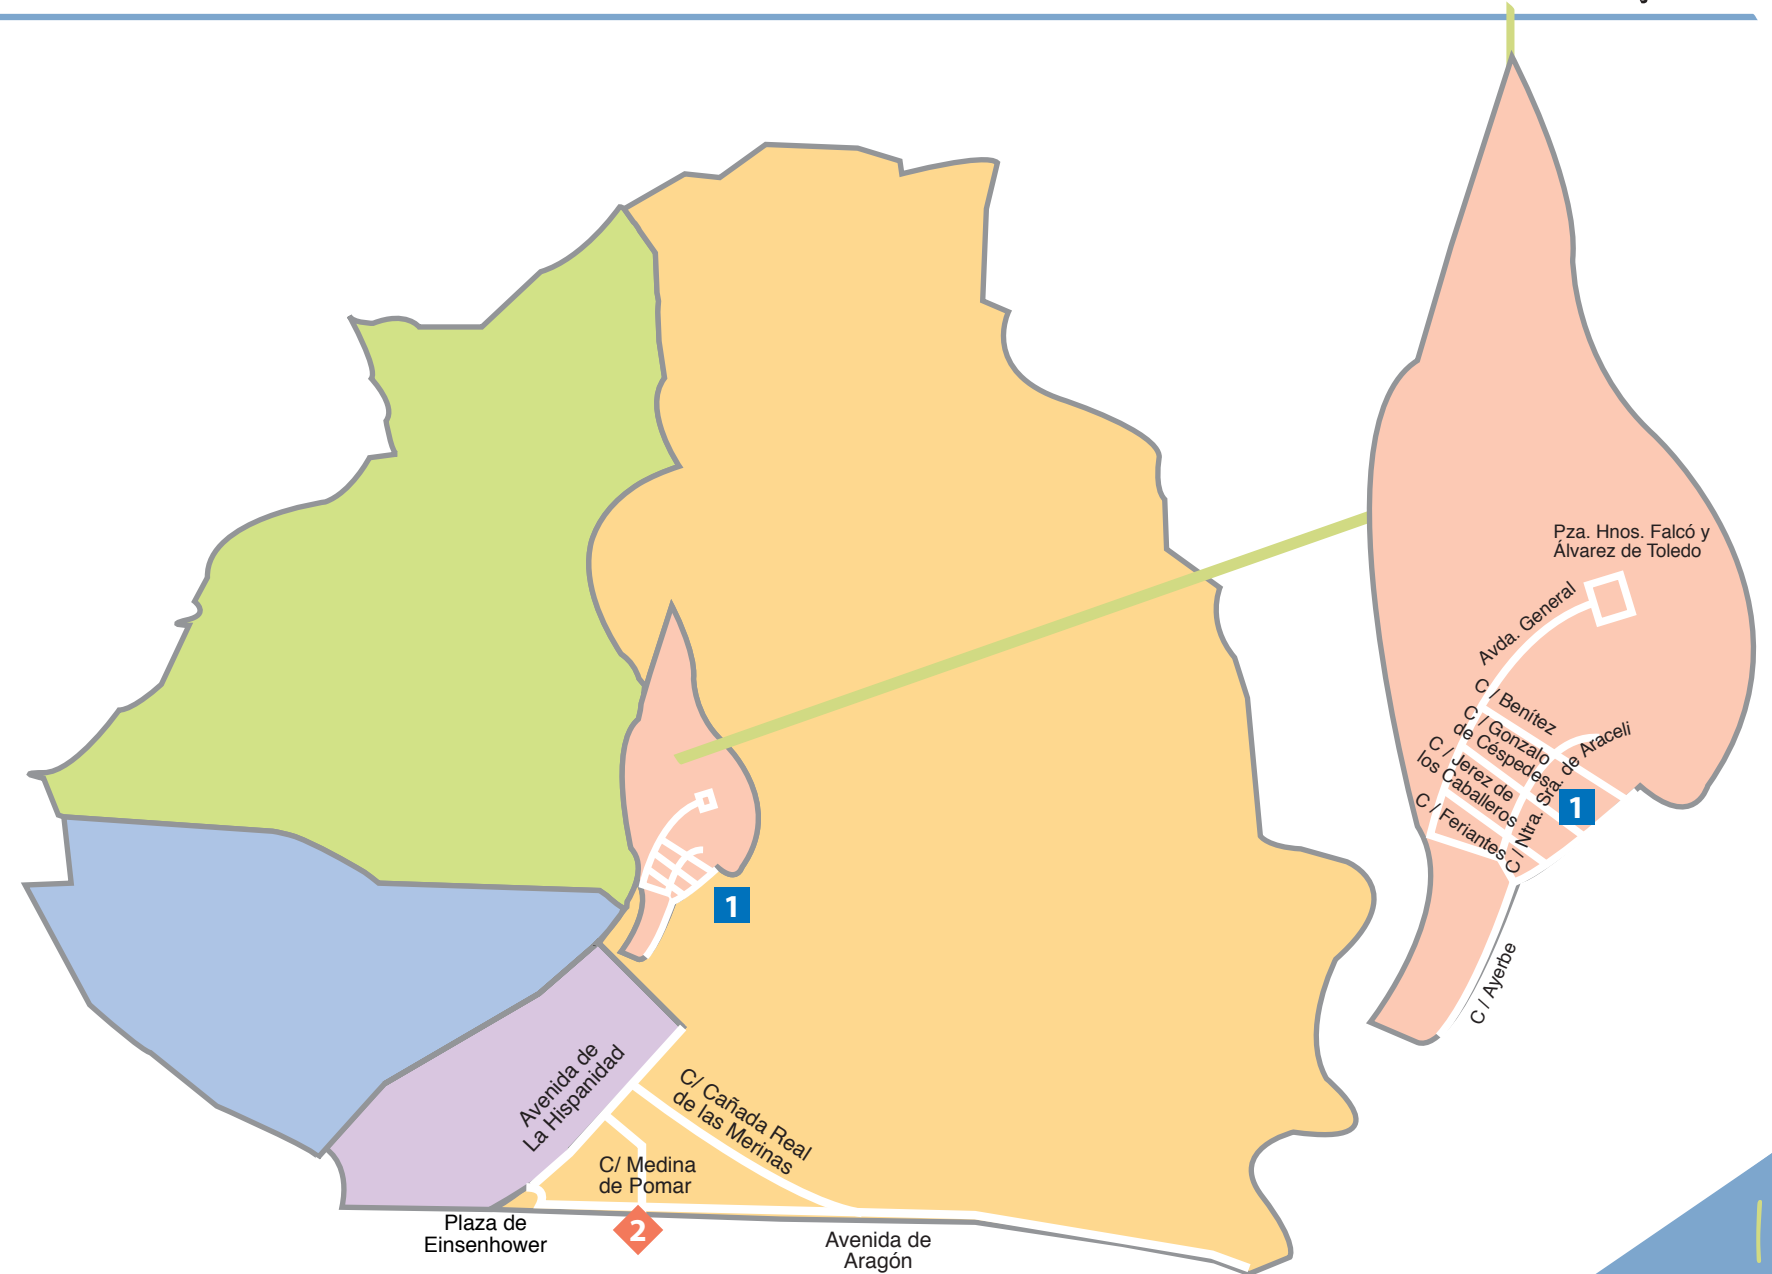 Pza. Hnos. Falcó y
Álvarez de Toledo
Avda. General
C / Benítez
C / Gonzalo
de Céspedes
C / Jerez de
los Caballeros
C / Feriantes
C / Ntra. Sra. de Araceli
1
C / Ayerbe
1
Avenida de
La Hispanidad
C/ Cañada Real
de las Merinas
C/ Medina
de Pomar
Plaza de
Einsenhower
2
Avenida de
Aragón